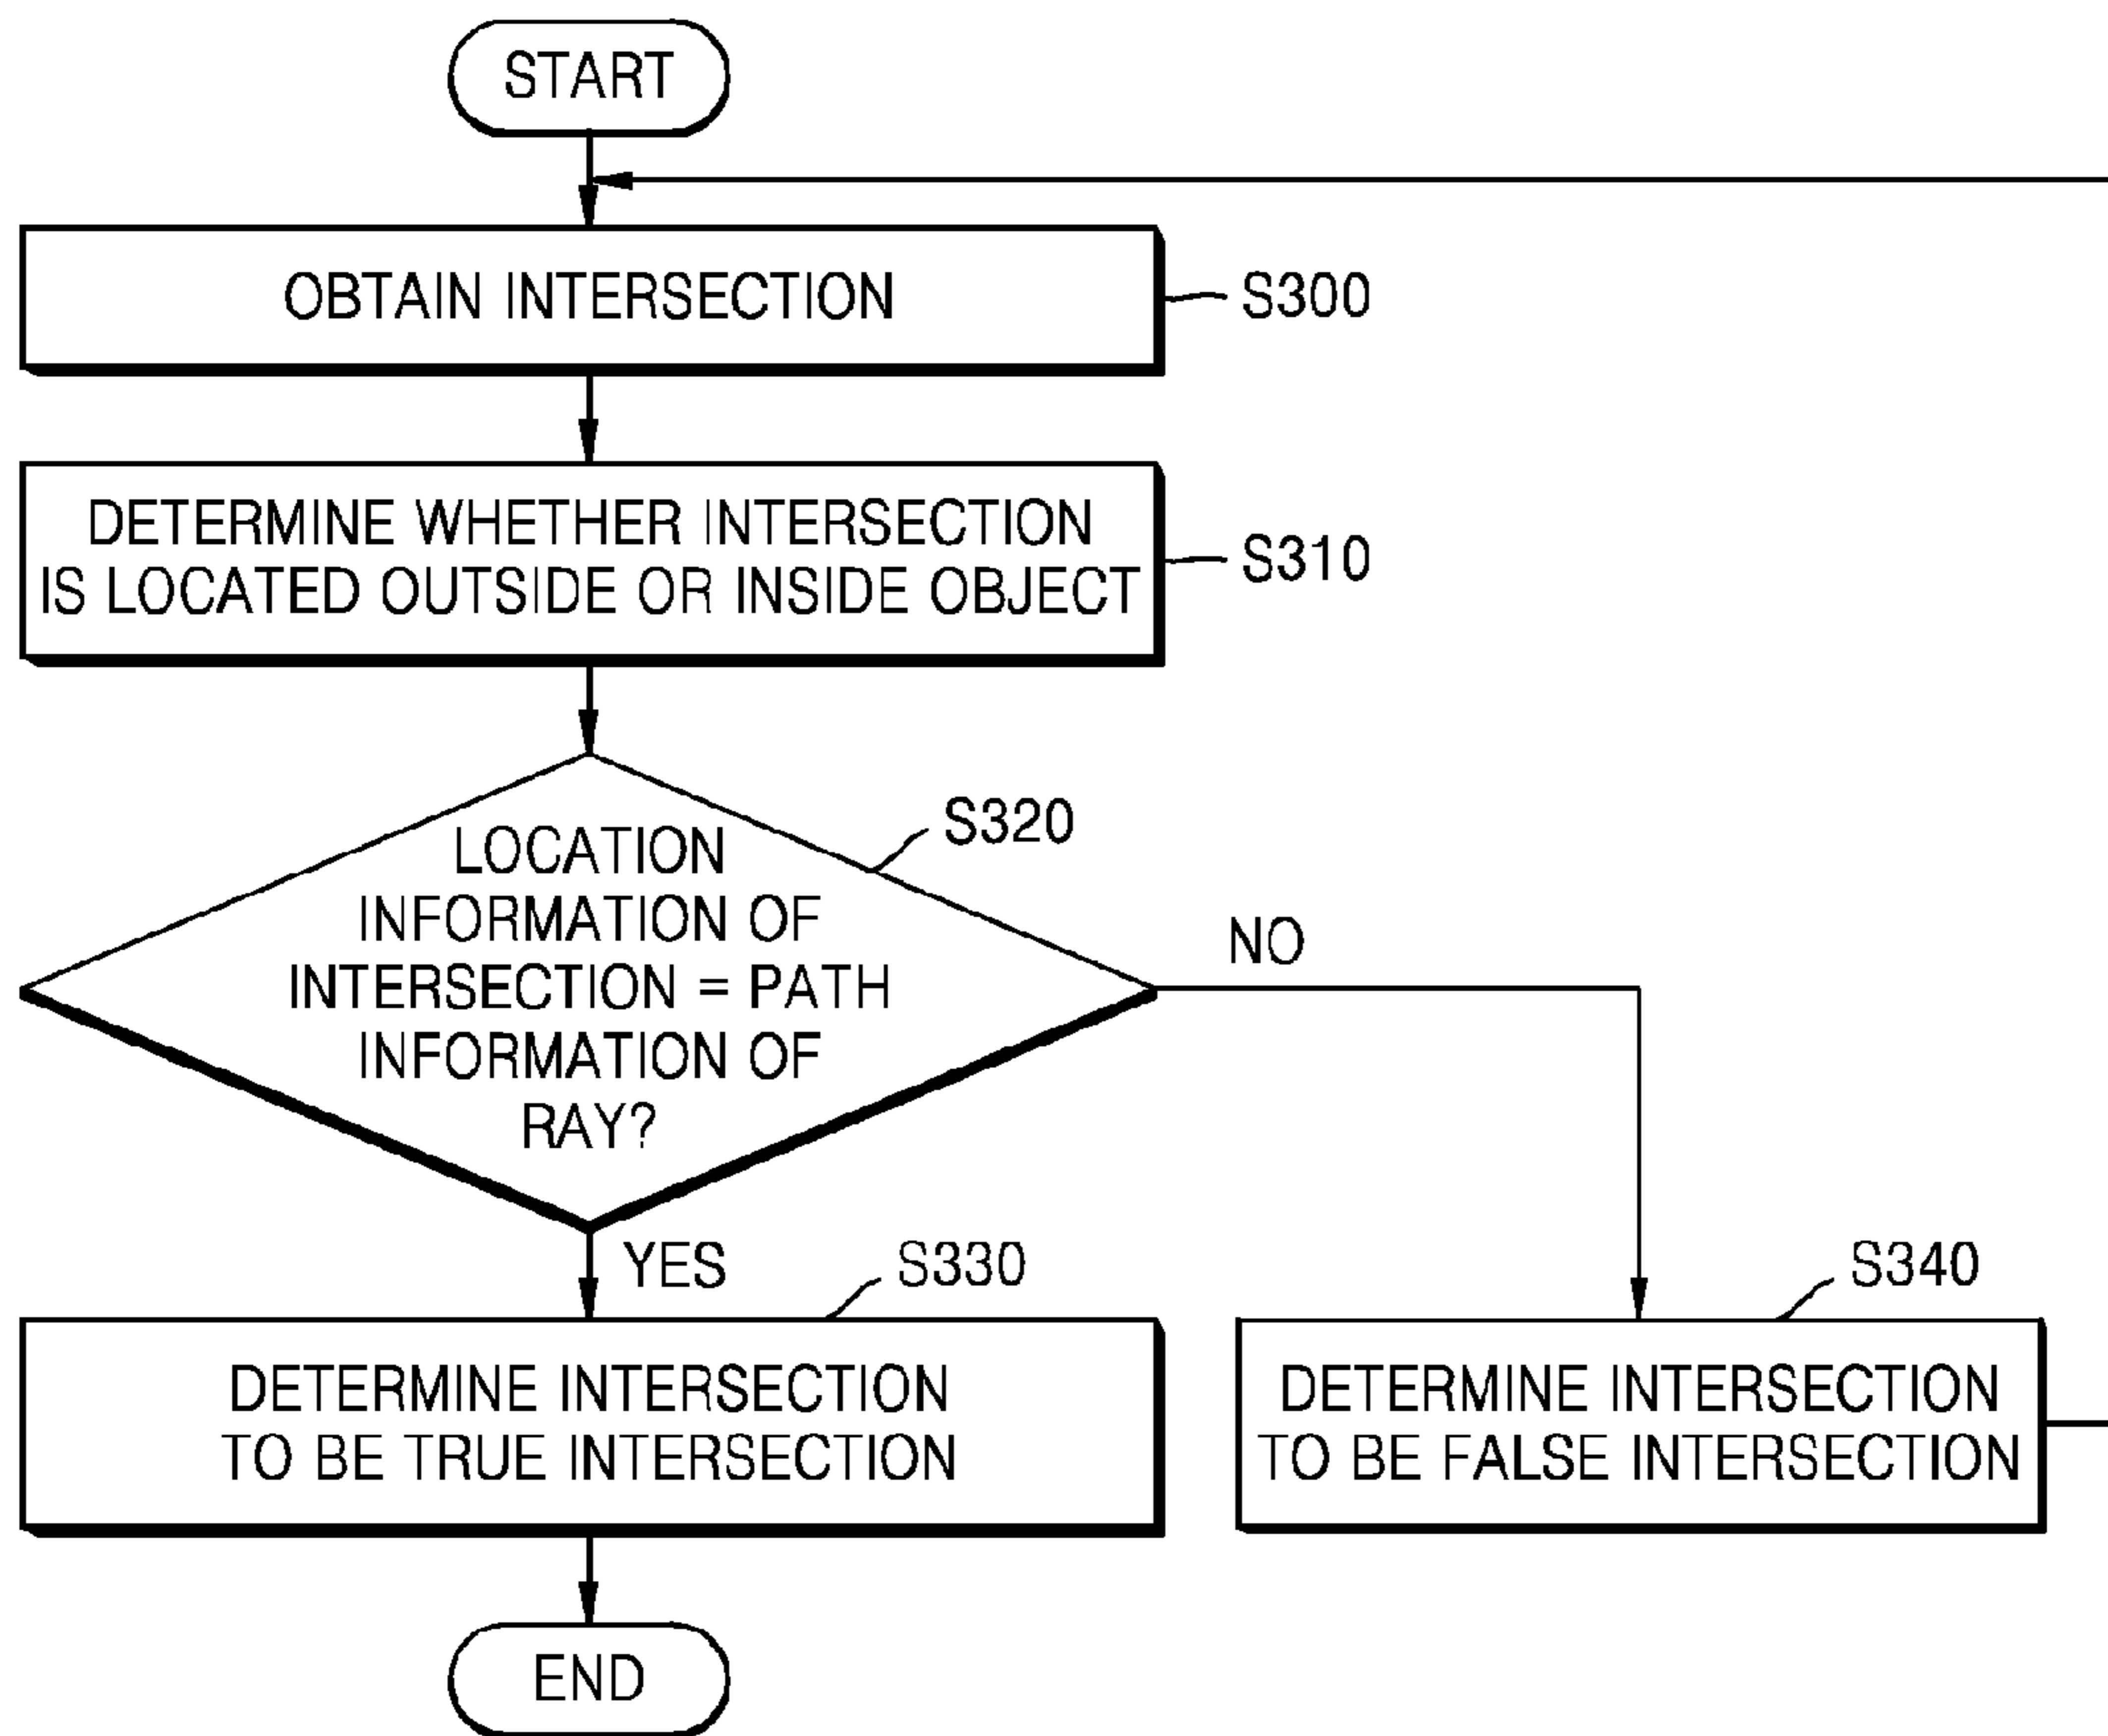 START
OBTAIN INTERSECTION
S300
DETERMINE WHETHER INTERSECTION
IS LOCATED OUTSIDE OR INSIDE OBJECT
S310
S320
LOCATION
INFORMATION OF
INTERSECTION = PATH
INFORMATION OF
RAY?
NO
YES
S330
DETERMINE INTERSECTION
TO BE TRUE INTERSECTION
S340
DETERMINE INTERSECTION
TO BE FALSE INTERSECTION
END